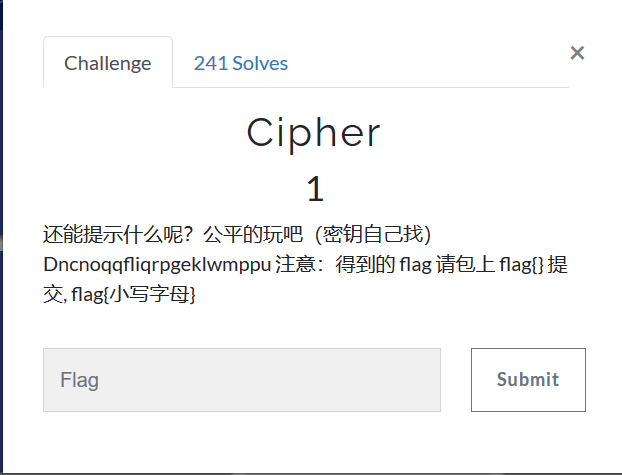 Challenge
241 Solves
×
Cipher
1
还能提示什么呢？公平的玩吧（密钥自己找）
Dncnoqqfliqrpgeklwmppu 注意：得到的 flag 请包上 flag{} 提
交, flag{小写字母}
Flag
Submit